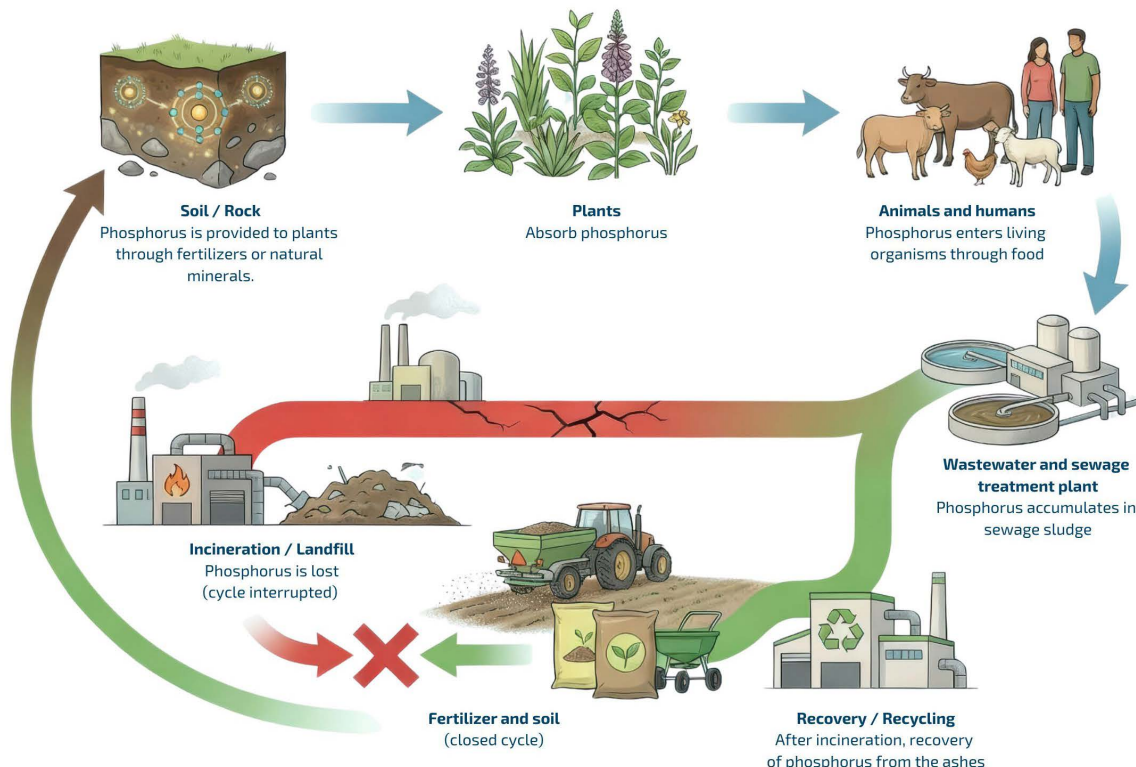 Soil / Rock
Phosphorus is provided to plants
through fertilizers or natural
minerals.
Plants
Absorb phosphorus
Animals and humans
Phosphorus enters living
organisms through food
Wastewater and sewage
treatment plant
Phosphorus accumulates in
sewage sludge
Incineration / Landfill
Phosphorus is lost
(cycle interrupted)
Fertilizer and soil
(closed cycle)
Recovery / Recycling
After incineration, recovery
of phosphorus from the ashes